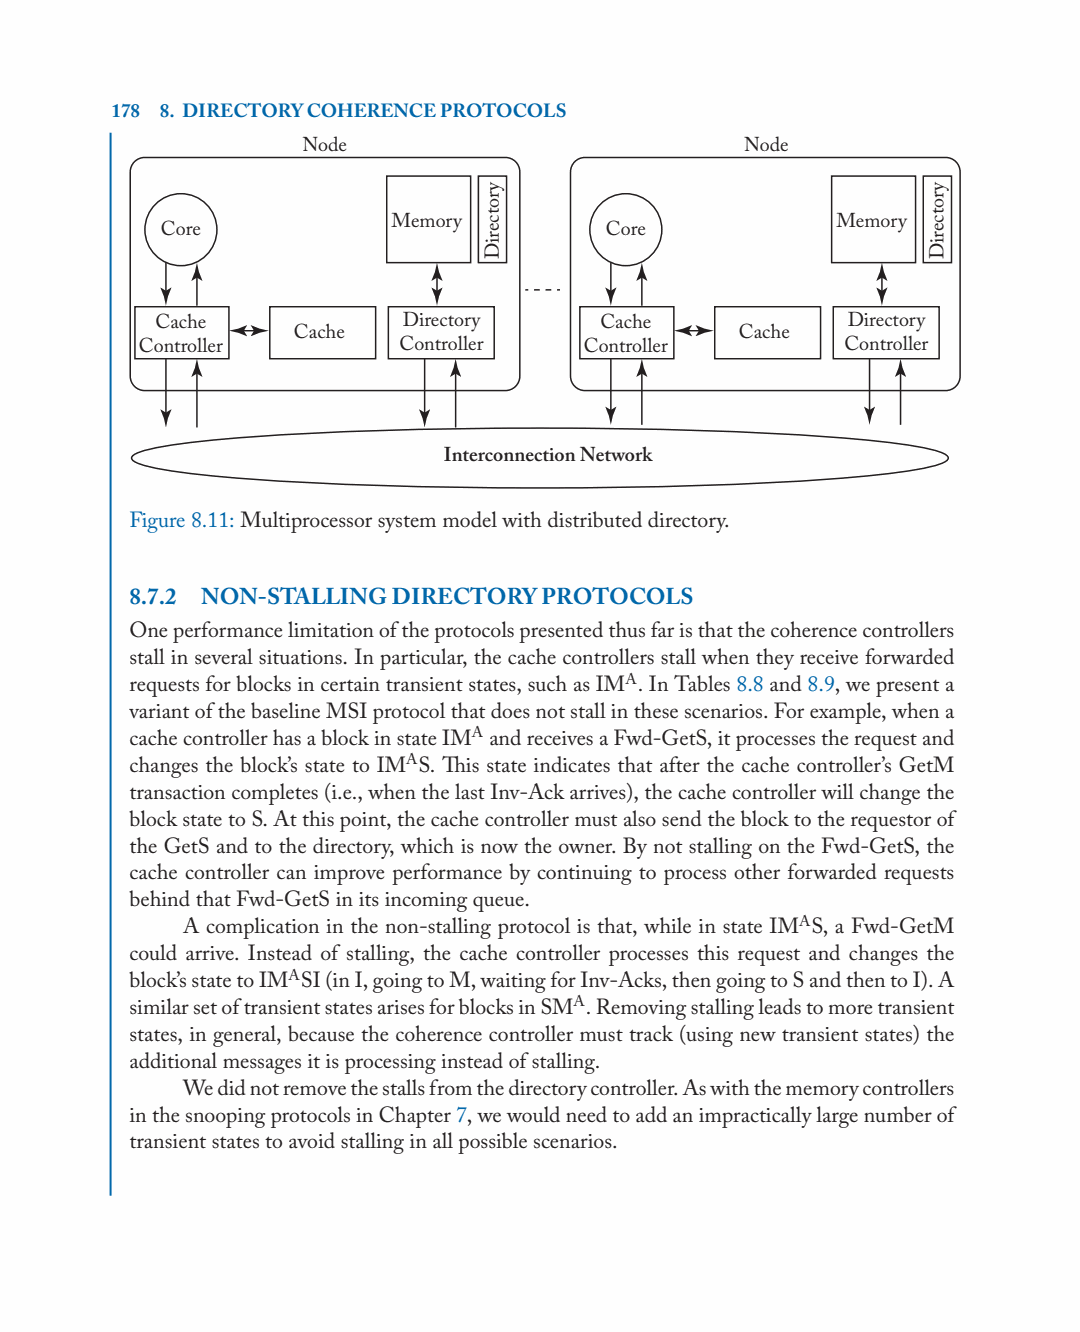 178 8. DIRECTORY COHERENCE PROTOCOLS
Node
Node
Core
Memory
Directory
Cache
Controller
Cache
Directory
Controller
Core
Memory
Directory
Cache
Controller
Cache
Directory
Controller
Interconnection Network
Figure 8.11: Multiprocessor system model with distributed directory.
8.7.2 NON-STALLING DIRECTORY PROTOCOLS
One performance limitation of the protocols presented thus far is that the coherence controllers
stall in several situations. In particular, the cache controllers stall when they receive forwarded
requests for blocks in certain transient states, such as IMᴬ. In Tables 8.8 and 8.9, we present a
variant of the baseline MSI protocol that does not stall in these scenarios. For example, when a
cache controller has a block in state IMᴬ and receives a Fwd-GetS, it processes the request and
changes the block's state to IMᴬS. This state indicates that after the cache controller's GetM
transaction completes (i.e., when the last Inv-Ack arrives), the cache controller will change the
block state to S. At this point, the cache controller must also send the block to the requestor of
the GetS and to the directory, which is now the owner. By not stalling on the Fwd-GetS, the
cache controller can improve performance by continuing to process other forwarded requests
behind that Fwd-GetS in its incoming queue.
A complication in the non-stalling protocol is that, while in state IMᴬS, a Fwd-GetM
could arrive. Instead of stalling, the cache controller processes this request and changes the
block's state to IMᴬSI (in I, going to M, waiting for Inv-Acks, then going to S and then to I). A
similar set of transient states arises for blocks in SMᴬ. Removing stalling leads to more transient
states, in general, because the coherence controller must track (using new transient states) the
additional messages it is processing instead of stalling.
We did not remove the stalls from the directory controller. As with the memory controllers
in the snooping protocols in Chapter 7, we would need to add an impractically large number of
transient states to avoid stalling in all possible scenarios.